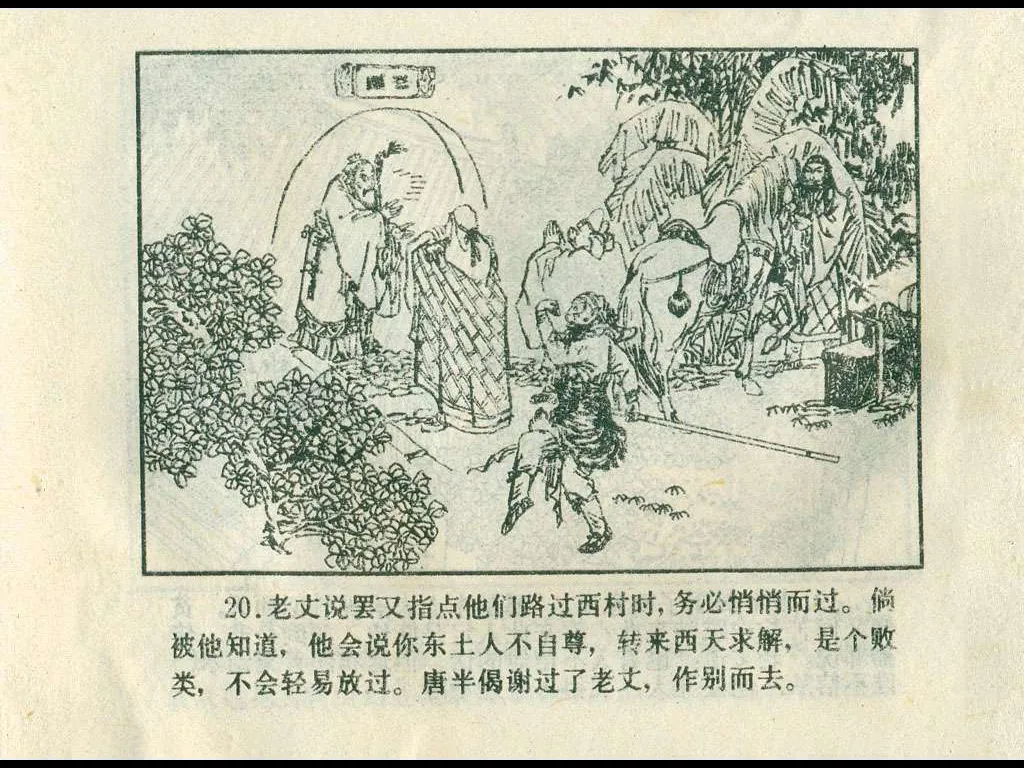 20.老丈说罢又指点他们路过西村时,务必悄悄而过。倘
被他知道，他会说你东土人不自尊，转来西天求解，是个败
类，不会轻易放过。唐半偈谢过了老丈，作别而去。